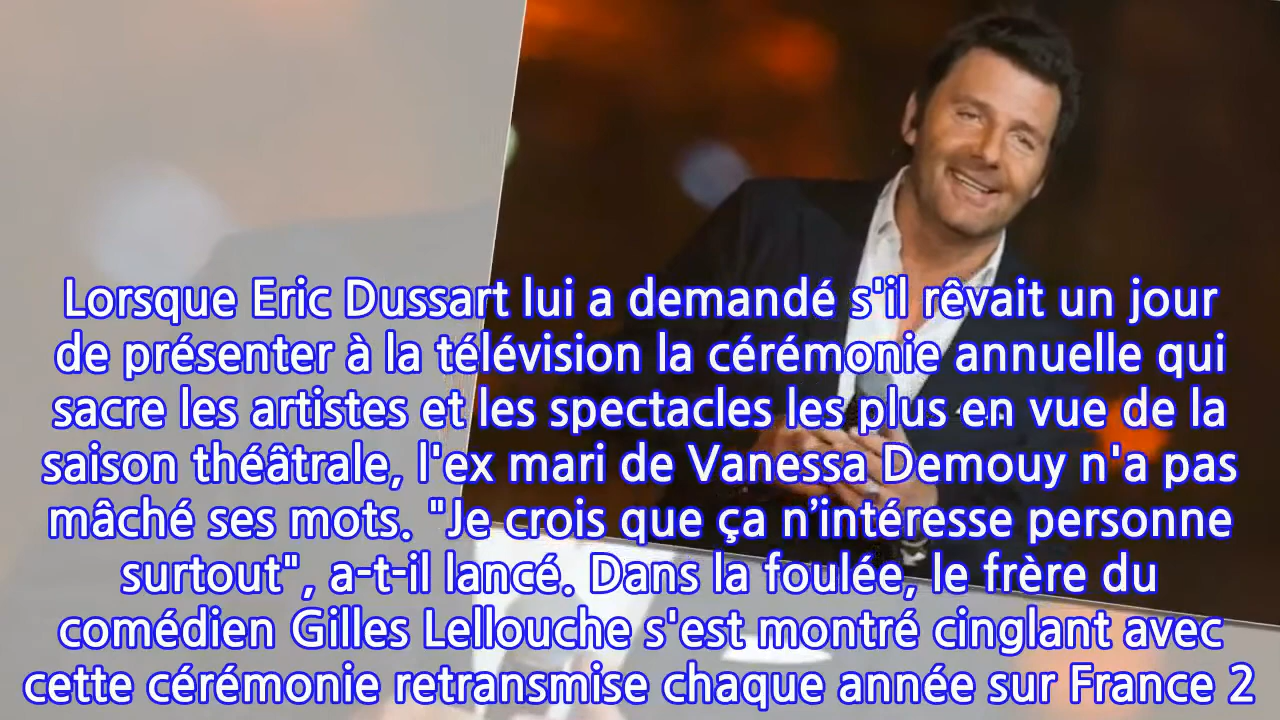 Lorsque Eric Dussart lui a demandé s'il rêvait un jour
de présenter à la télévision la cérémonie annuelle qui
sacre les artistes et les spectacles les plus en vue de la
saison théâtrale, l'ex mari de Vanessa Demouy n'a pas
mâché ses mots. "Je crois que ça n’intéresse personne
surtout", a-t-il lancé. Dans la foulée, le frère du
comédien Gilles Lellouche s'est montré cinglant avec
cette cérémonie retransmise chaque année sur France 2